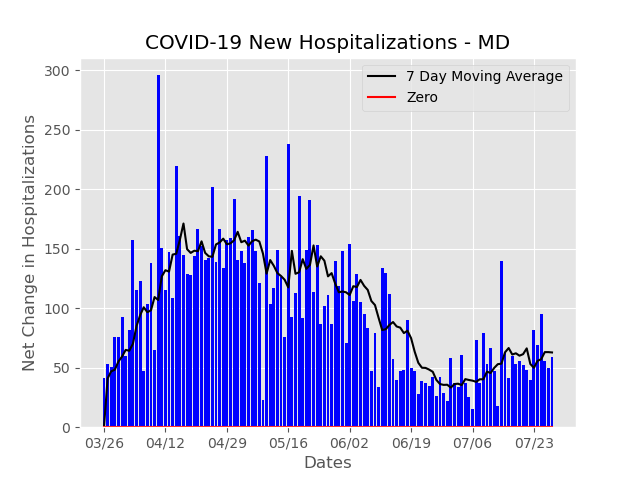 COVID-19 New Hospitalizations - MD
7 Day Moving Average
Zero
Net Change in Hospitalizations
300
250
200
150
100
50
0
03/26 04/12 04/29 05/16 06/02 06/19 07/06 07/23
Dates